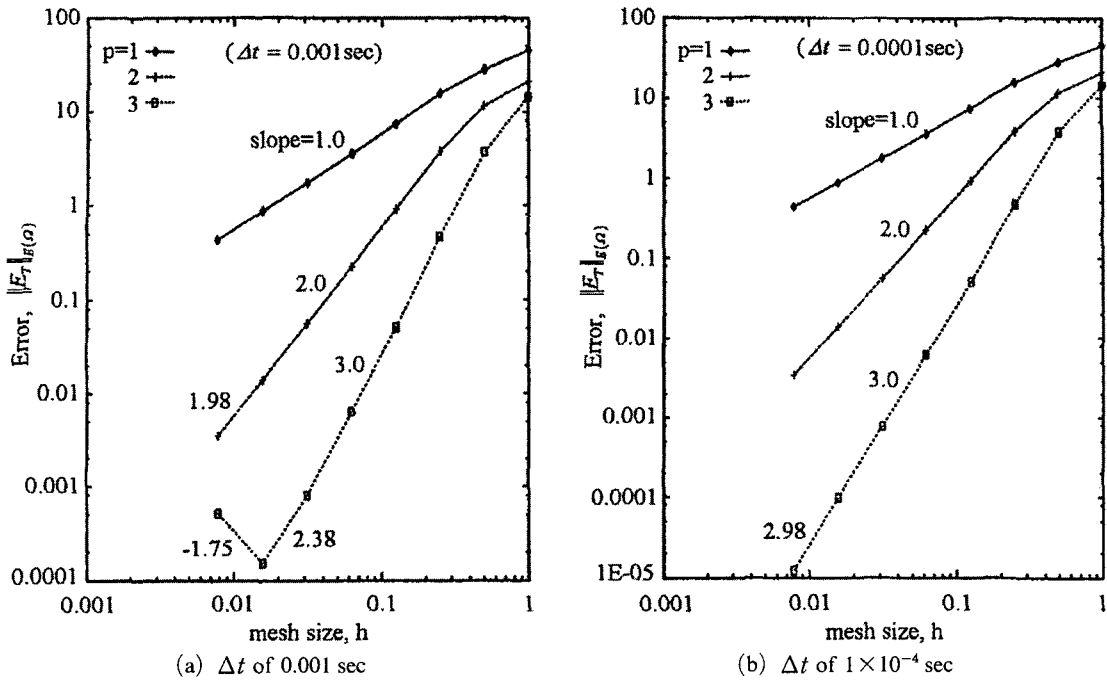 100
10
1
0.1
0.01
0.001
0.0001
p=1
2
3
(Δt = 0.001sec)
slope=1.0
2.0
3.0
1.98
-1.75
2.38
Error, ‖E_T‖_E(Ω)
0.001
0.01
0.1
1
mesh size, h
(a) Δt of 0.001 sec
100
10
1
0.1
0.01
0.001
0.0001
1E-05
p=1
2
3
(Δt = 0.0001sec)
slope=1.0
2.0
3.0
2.98
Error, ‖E_T‖_E(Ω)
0.001
0.01
0.1
1
mesh size, h
(b) Δt of 1×10⁻⁴ sec